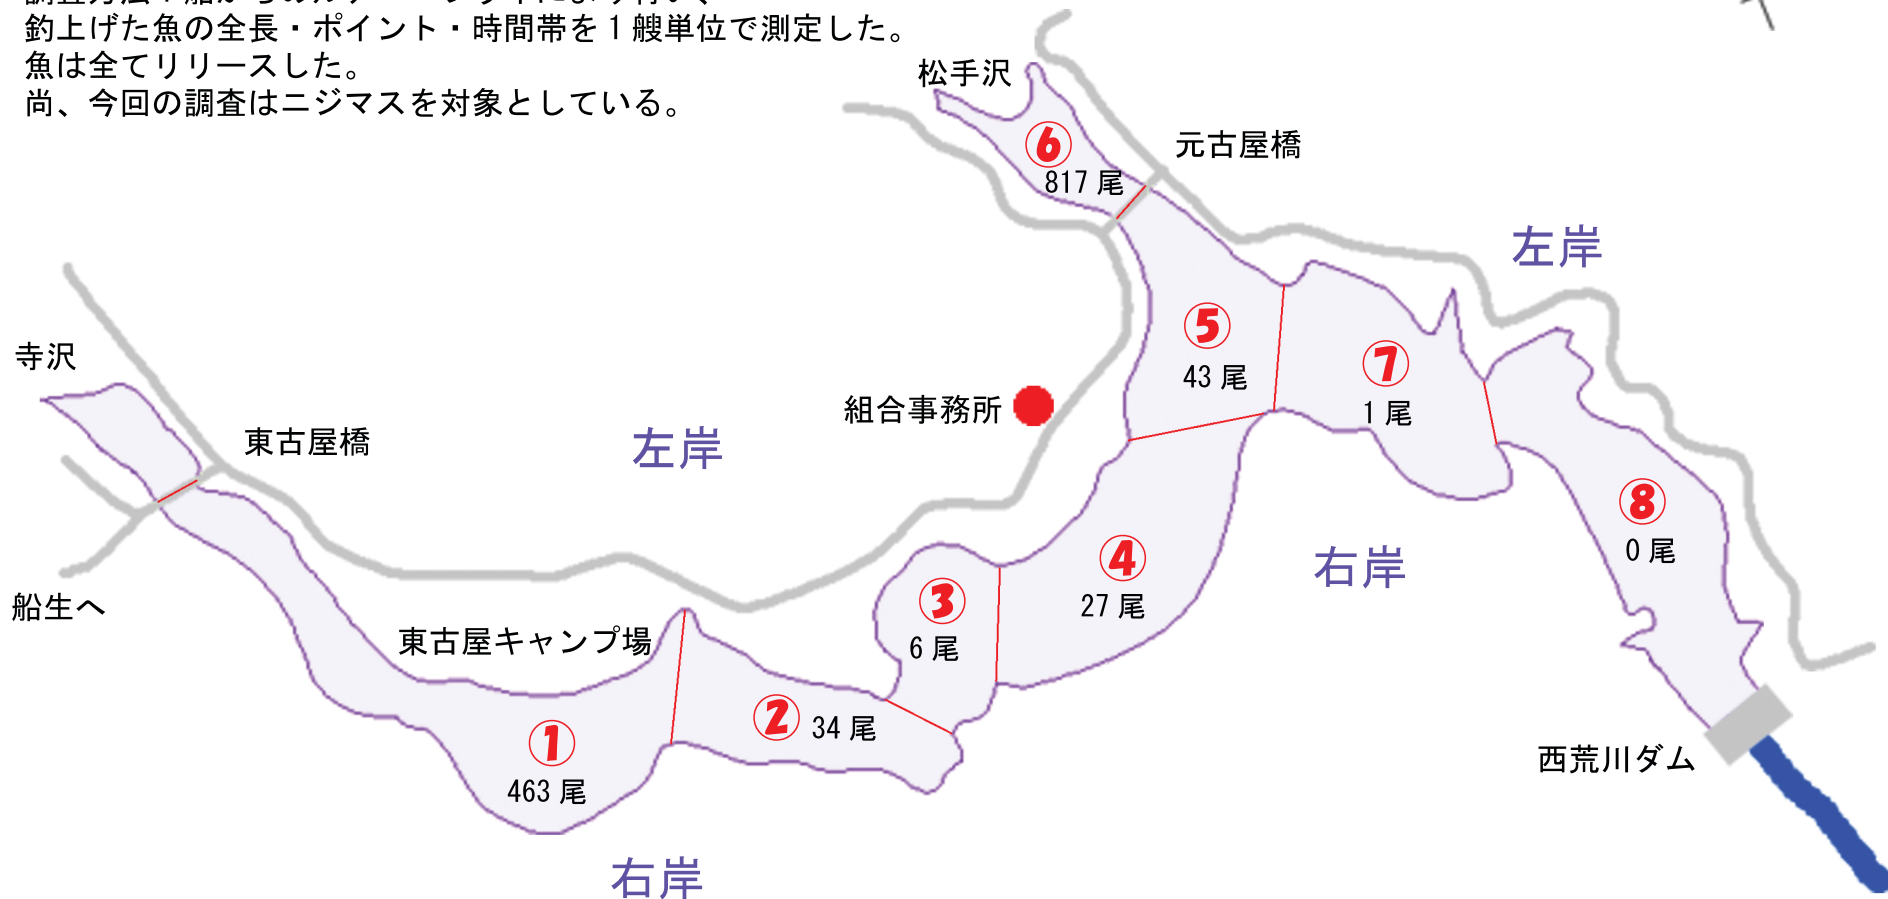 釣上げた魚の全長・ポイント・時間帯を1艘単位で測定した。
魚は全てリリースした。
尚、今回の調査はニジマスを対象としている。
松手沢
元古屋橋
⑥
817 尾
左岸
⑤
43 尾
⑦
1 尾
寺沢
東古屋橋
左岸
組合事務所
⑧
0 尾
右岸
④
27 尾
③
6 尾
船生へ
東古屋キャンプ場
②
34 尾
①
463 尾
西荒川ダム
右岸